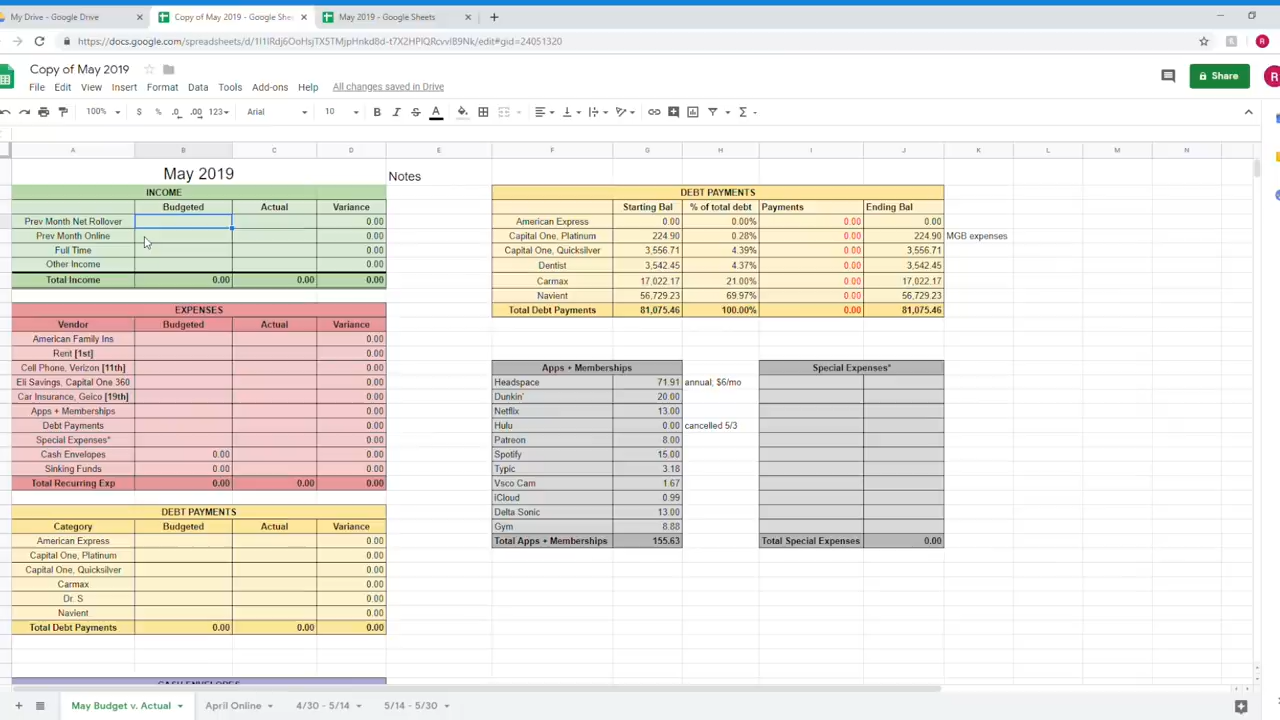 My Drive - Google Drive
Copy of May 2019 - Google She
May 2019 - Google Sheets
Copy of May 2019
File Edit View Insert Format Data Tools Add-ons Help All changes saved in Drive
Share
100% $ % .0 .00 123 Arial 10
A B C D E F G H I J K L M N
May 2019
Notes
INCOME
Budgeted Actual Variance
Prev Month Net Rollover 0.00
Prev Month Online 0.00
Full Time 0.00
Other Income 0.00
Total Income 0.00 0.00 0.00
EXPENSES
Vendor Budgeted Actual Variance
American Family Ins 0.00
Rent [1st] 0.00
Cell Phone, Verizon [11th] 0.00
Eli Savings, Capital One 360 0.00
Car Insurance, Geico [19th] 0.00
Apps + Memberships 0.00
Debt Payments 0.00
Special Expenses* 0.00
Cash Envelopes 0.00 0.00
Sinking Funds 0.00 0.00
Total Recurring Exp 0.00 0.00 0.00
DEBT PAYMENTS
Category Budgeted Actual Variance
American Express 0.00
Capital One, Platinum 0.00
Capital One, Quicksilver 0.00
Carmax 0.00
Dr. S 0.00
Navient 0.00
Total Debt Payments 0.00 0.00 0.00
CASH ENVELOPES
DEBT PAYMENTS
Starting Bal % of total debt Payments Ending Bal
American Express 0.00 0.00% 0.00 0.00
Capital One, Platinum 224.90 0.28% 0.00 224.90 MGB expenses
Capital One, Quicksilver 3,556.71 4.39% 0.00 3,556.71
Dentist 3,542.45 4.37% 0.00 3,542.45
Carmax 17,022.17 21.00% 0.00 17,022.17
Navient 56,729.23 69.97% 0.00 56,729.23
Total Debt Payments 81,075.46 100.00% 0.00 81,075.46
Apps + Memberships
Headspace 71.91 annual, $6/mo
Dunkin' 20.00
Netflix 13.00
Hulu 0.00 cancelled 5/3
Patreon 8.00
Spotify 15.00
Typic 3.18
Vsco Cam 1.67
iCloud 0.99
Delta Sonic 13.00
Gym 8.88
Total Apps + Memberships 155.63
Special Expenses*
Total Special Expenses 0.00
May Budget v. Actual April Online 4/30 - 5/14 5/14 - 5/30